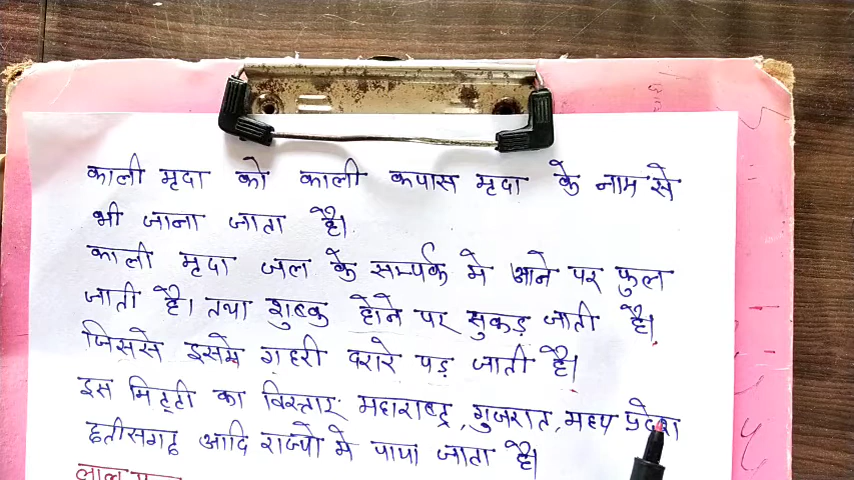 काली मृदा को काली कपास मृदा के नाम से
भी जाना जाता है।
काली मृदा जल के सम्पर्क मे आने पर फुल
जाती है। तथा शुष्क होने पर सुकड़ जाती है।
जिससे इसमे गहरी दरारे पड़ जाती है।
इस मिट्टी का विस्तार महाराष्ट्र, गुजरात, मध्य प्रदेश
छतीसगढ़ आदि राज्यो मे पाया जाता है।
लाल